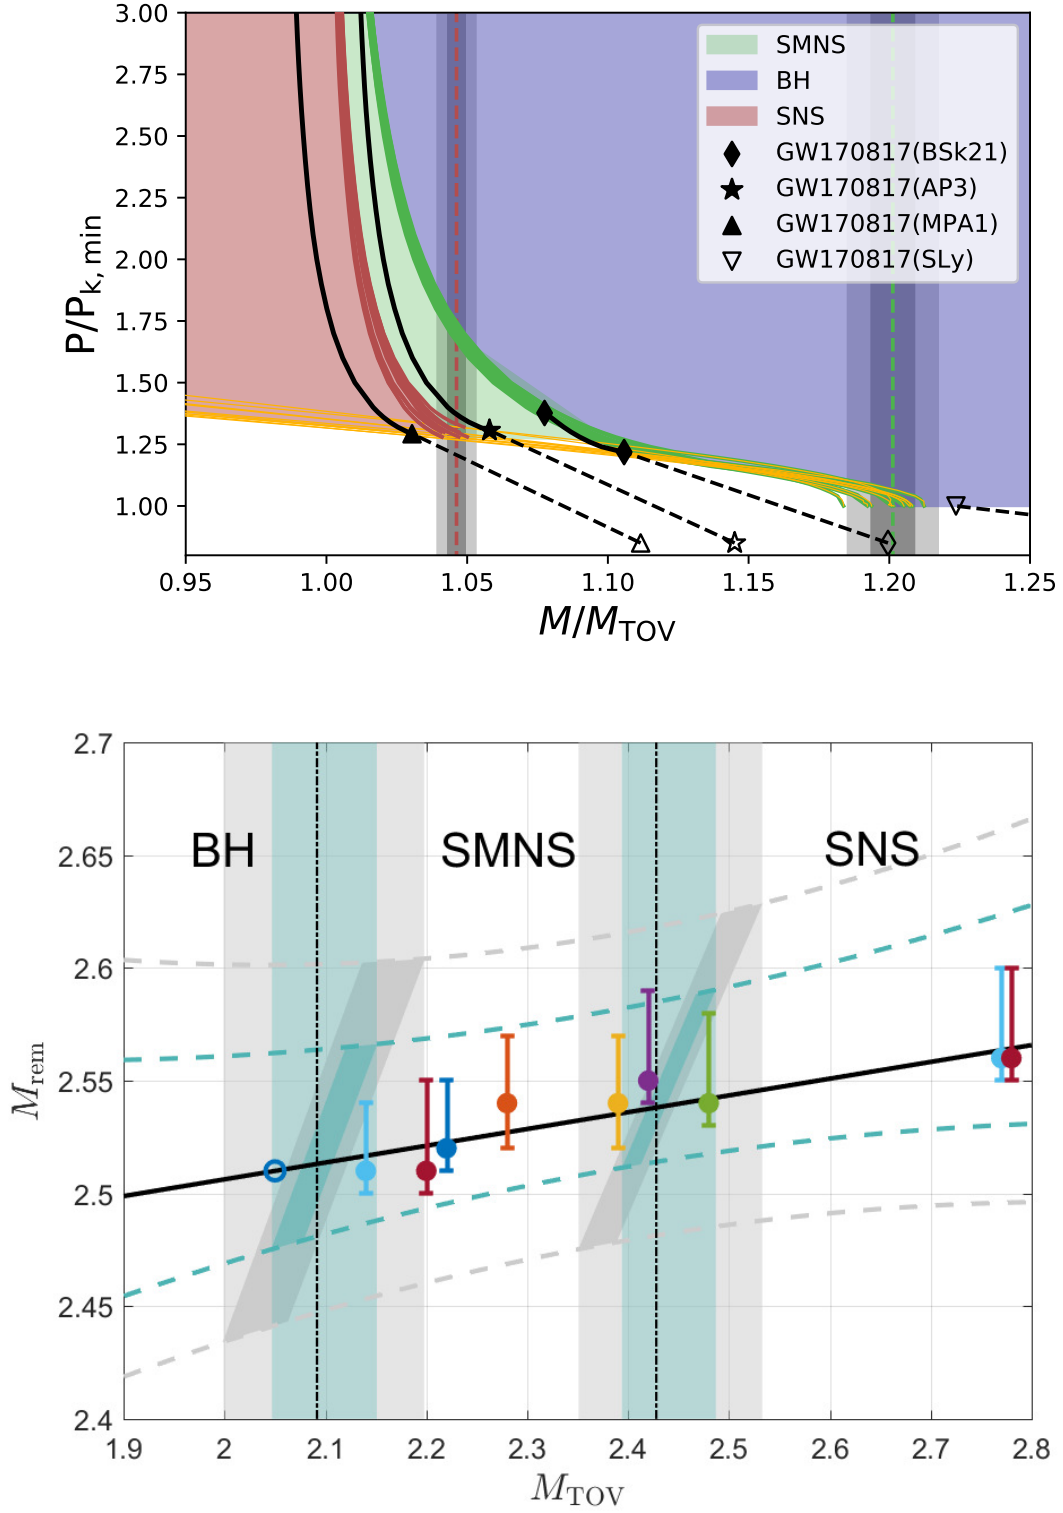 3.00
2.75
2.50
2.25
2.00
1.75
1.50
1.25
1.00
P/Pk, min
SMNS
BH
SNS
GW170817(BSk21)
GW170817(AP3)
GW170817(MPA1)
GW170817(SLy)
0.95 1.00 1.05 1.10 1.15 1.20 1.25
M/MTOV
2.7
2.65
2.6
2.55
2.5
2.45
2.4
Mrem
BH SMNS SNS
1.9 2 2.1 2.2 2.3 2.4 2.5 2.6 2.7 2.8
MTOV